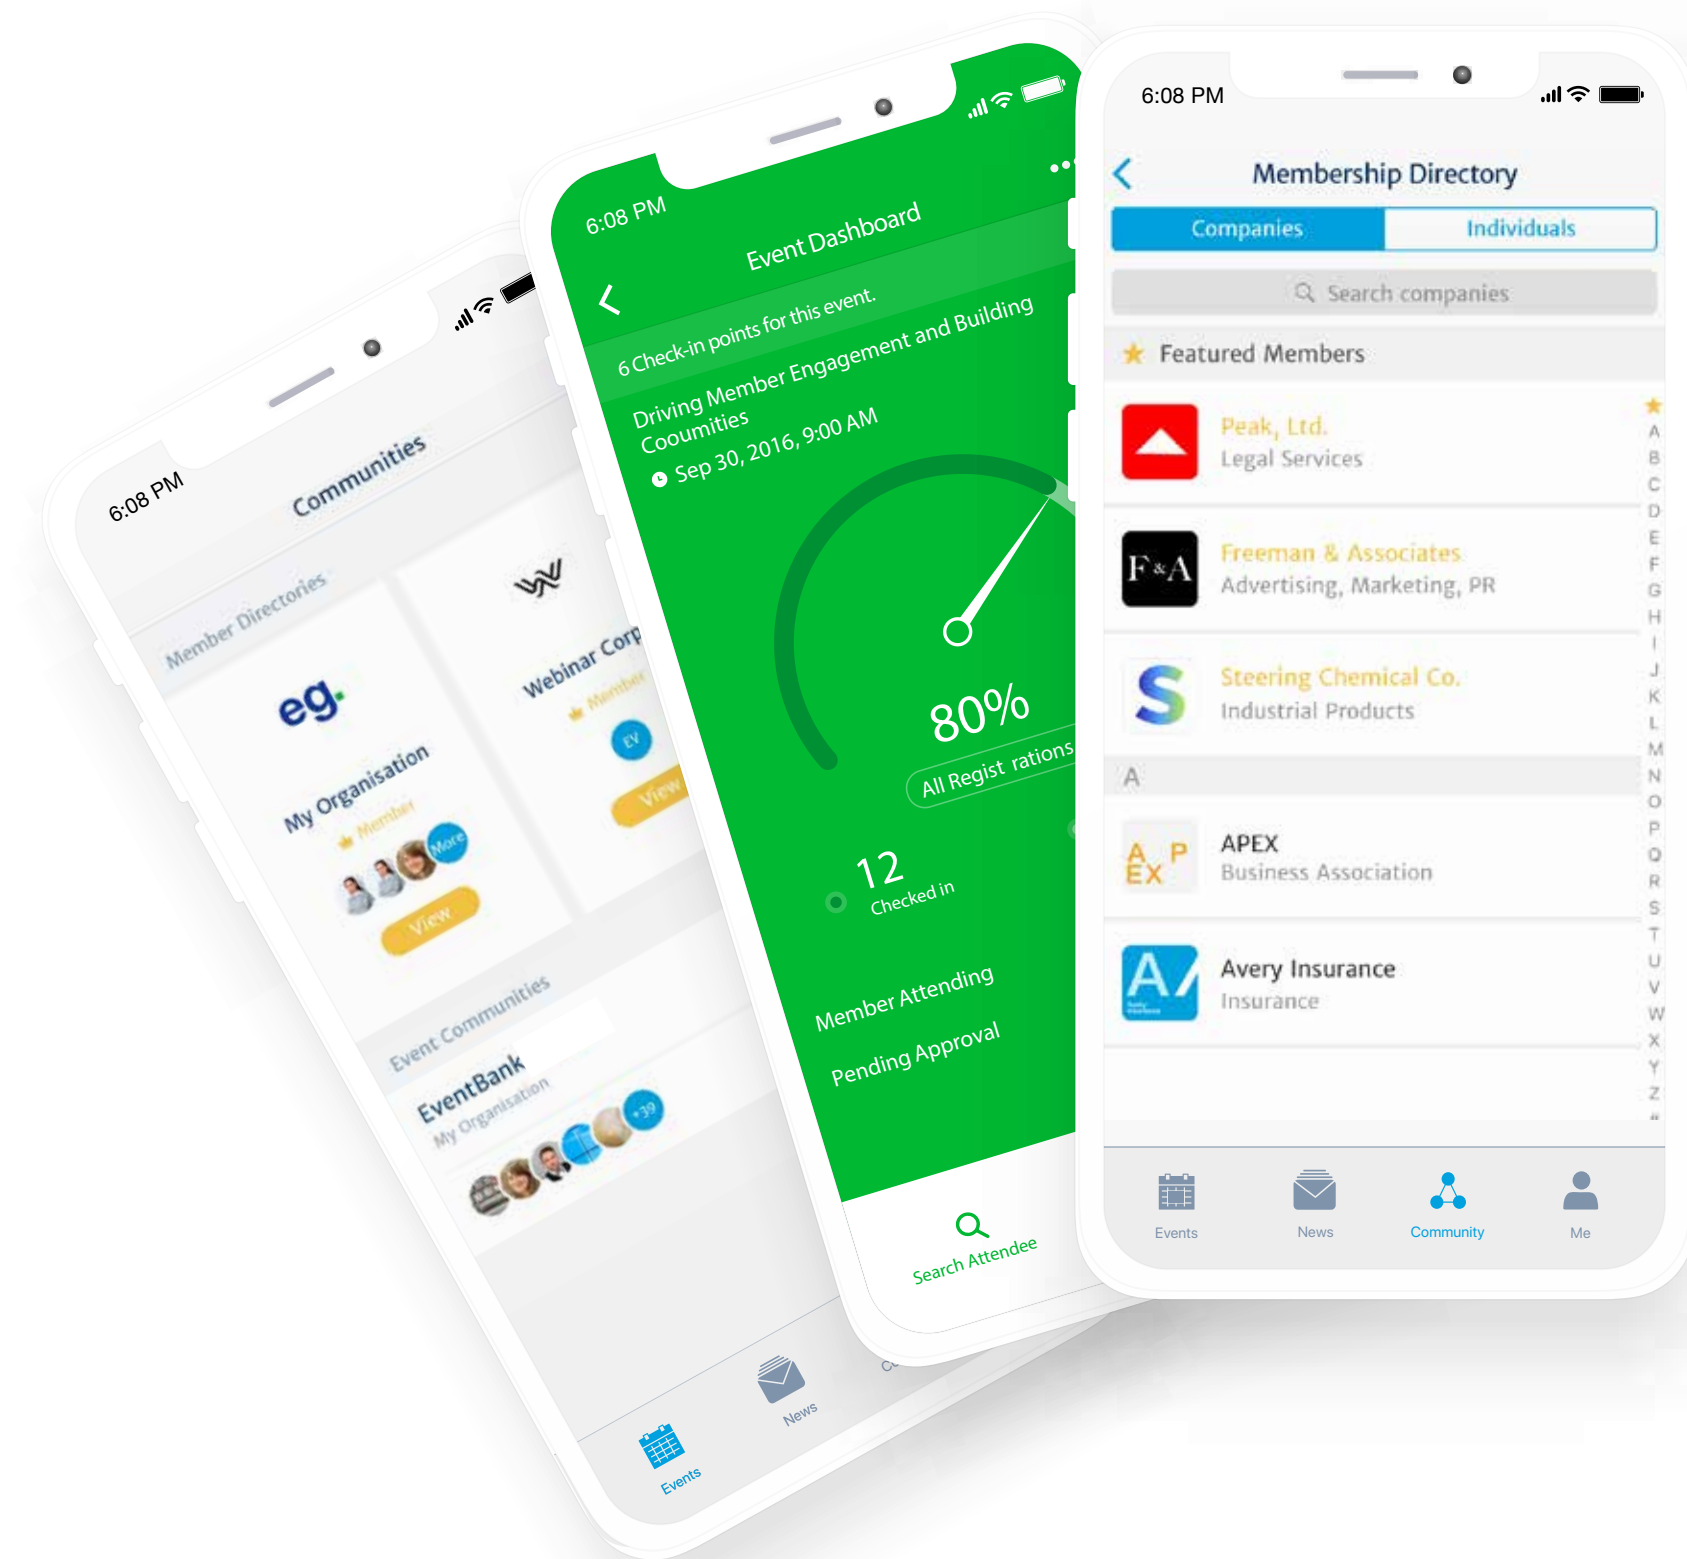 6:08 PM
Communities
Member Directories
eg.
My Organisation
Member
More
View
Webinar Corp
Member
EV
View
Event Communities
EventBank
My Organisation
+39
Events
News
6:08 PM
Event Dashboard
6 Check-in points for this event.
Driving Member Engagement and Building
Cooumities
Sep 30, 2016, 9:00 AM
80%
All Regist rations
12
Checked in
Member Attending
Pending Approval
Search Attendee
6:08 PM
Membership Directory
Companies
Individuals
Search companies
Featured Members
Peak, Ltd.
Legal Services
F&A
Freeman & Associates
Advertising, Marketing, PR
S
Steering Chemical Co.
Industrial Products
A
A P
EX
APEX
Business Association
A
Avery Insurance
Insurance
A
B
C
D
E
F
G
H
I
J
K
L
M
N
O
P
Q
R
S
T
U
V
W
X
Y
Z
#
Events
News
Community
Me